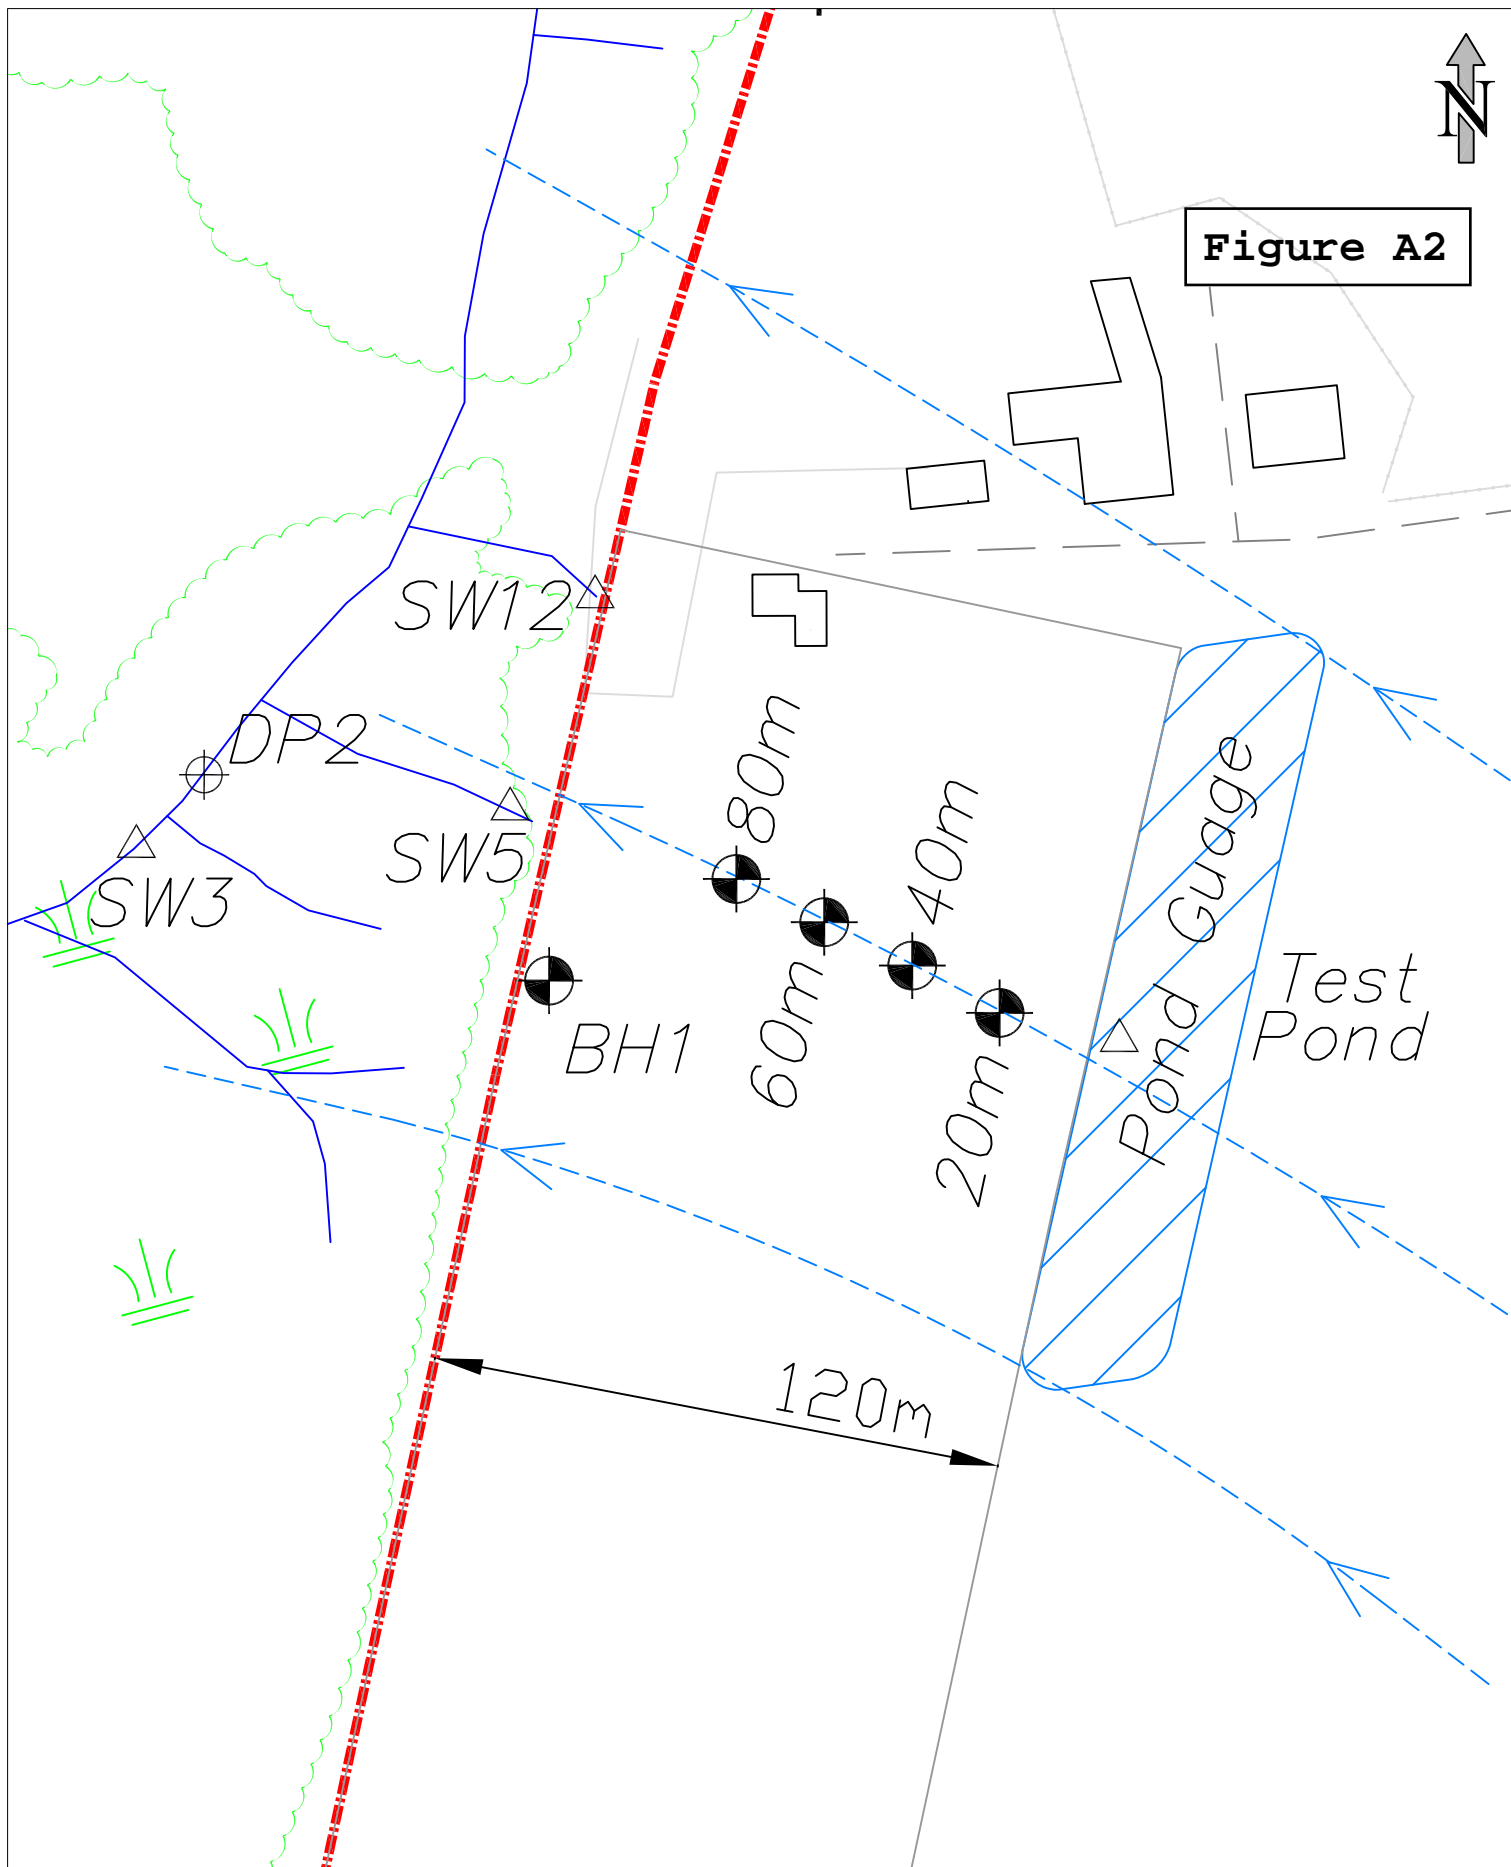 N
Figure A2
SW12
DP2
80m
SW5
40m
SW3
60m
Pond Guage
Test
Pond
BH1
20m
120m